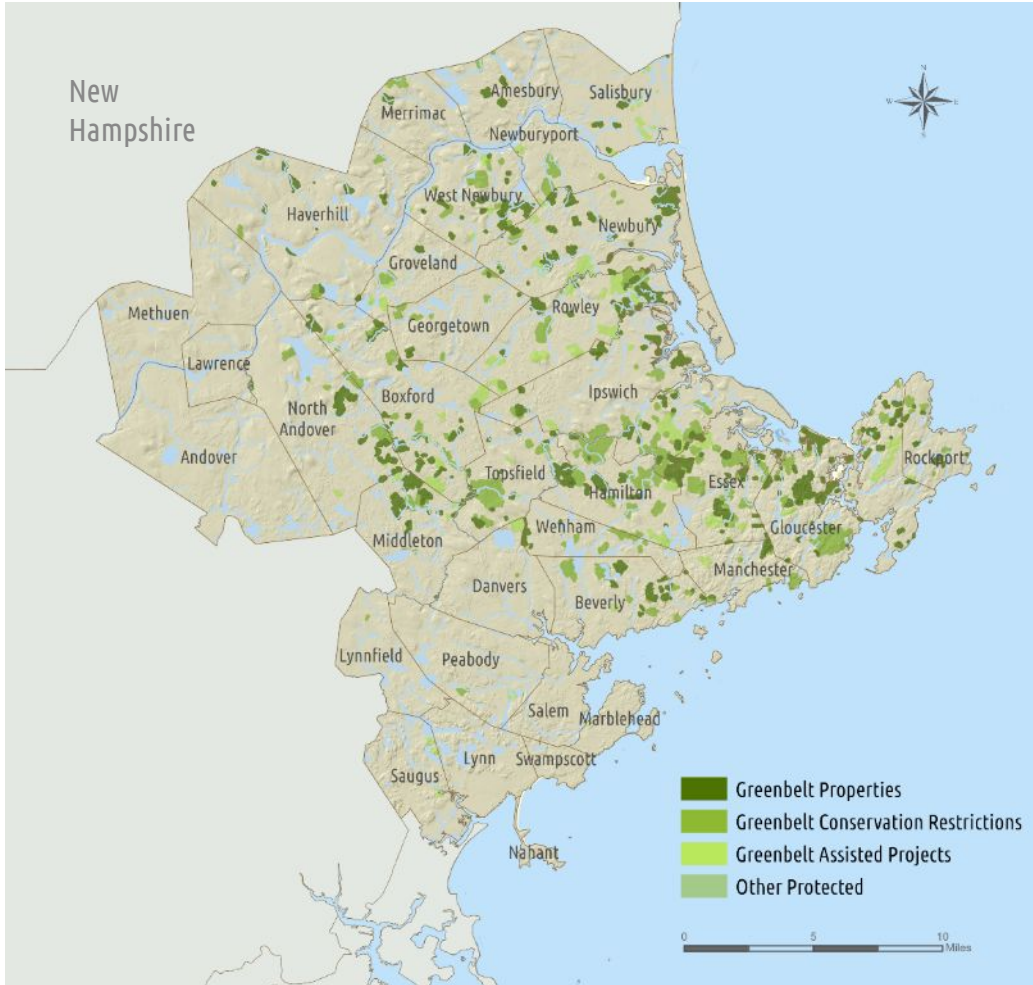 New
Hampshire
Amesbury
Salisbury
Merrimac
Newburyport
N
W
E
S
West Newbury
Haverhill
Newbury
Groveland
Rowley
Methuen
Georgetown
Lawrence
Ipswich
Boxford
North
Andover
Andover
Topsfield
Rockport
Hamilton
Essex
Wenham
Gloucester
Middleton
Manchester
Danvers
Beverly
Lynnfield
Peabody
Salem
Marblehead
Swampscott
Lynn
Saugus
Nahant
Greenbelt Properties
Greenbelt Conservation Restrictions
Greenbelt Assisted Projects
Other Protected
0 5 10
Miles